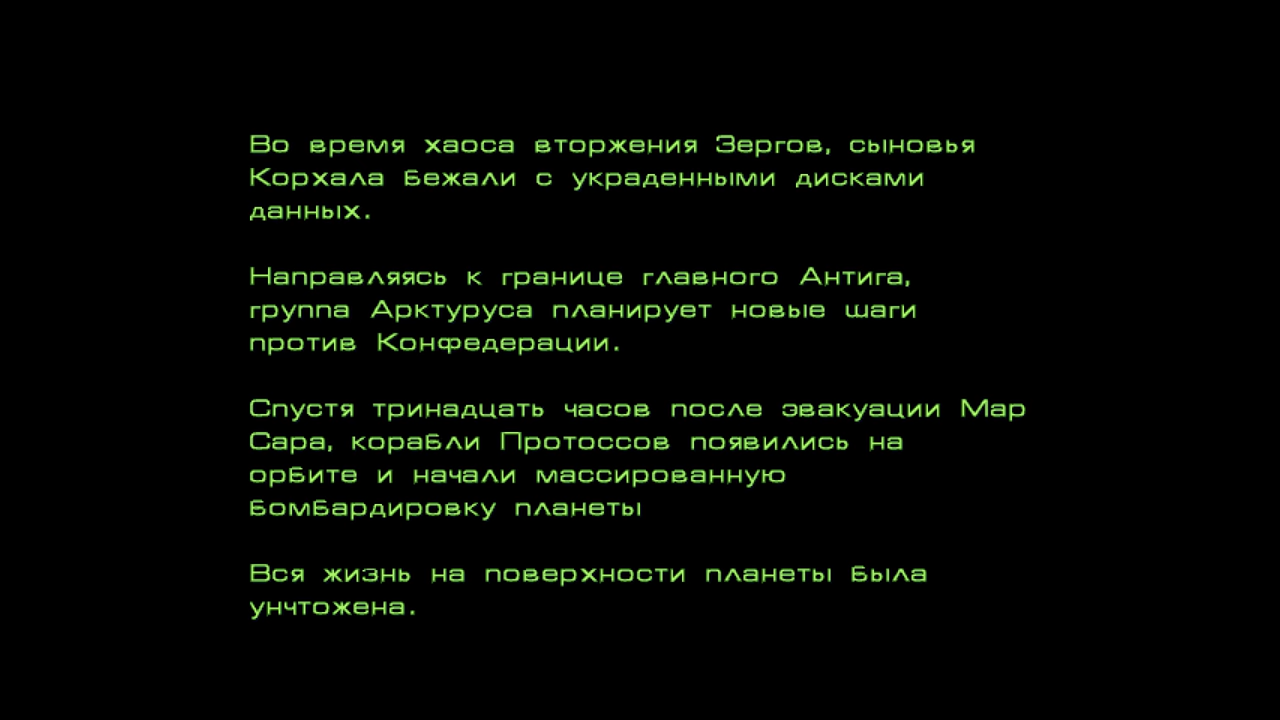 Во время хаоса вторжения Зергов, сыновья
Корхала бежали с украденными дисками
данных.
Направляясь к границе главного Антига,
группа Арктуруса планирует новые шаги
против Конфедерации.
Спустя тринадцать часов после эвакуации Мар
Сара, корабли Протоссов появились на
орбите и начали массированную
бомбардировку планеты
Вся жизнь на поверхности планеты была
унчтожена.